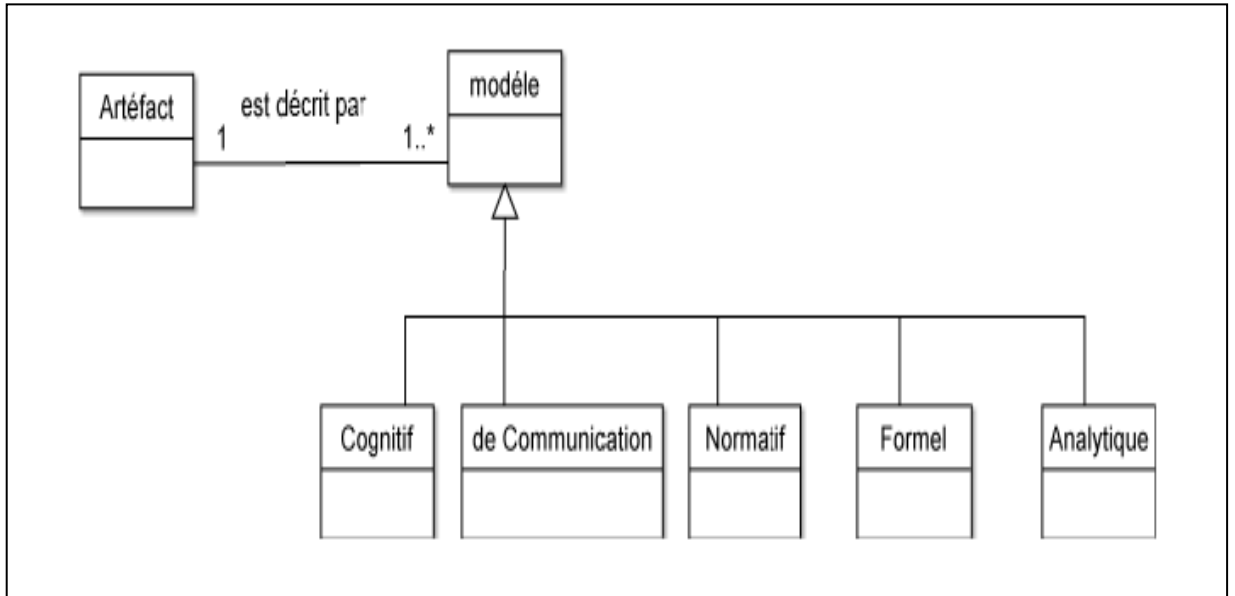 Artéfact
est décrit par
1
1..*
modéle
Cognitif
de Communication
Normatif
Formel
Analytique